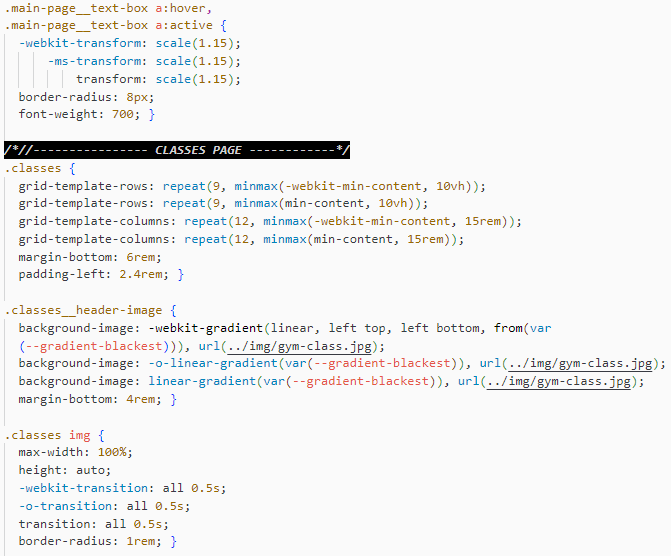 .main-page__text-box a:hover,
.main-page__text-box a:active {
-webkit-transform: scale(1.15);
-ms-transform: scale(1.15);
transform: scale(1.15);
border-radius: 8px;
font-weight: 700; }
/*//---------------- CLASSES PAGE ------------*/
.classes {
grid-template-rows: repeat(9, minmax(-webkit-min-content, 10vh));
grid-template-rows: repeat(9, minmax(min-content, 10vh));
grid-template-columns: repeat(12, minmax(-webkit-min-content, 15rem));
grid-template-columns: repeat(12, minmax(min-content, 15rem));
margin-bottom: 6rem;
padding-left: 2.4rem; }
.classes__header-image {
background-image: -webkit-gradient(linear, left top, left bottom, from(var
(--gradient-blackest))), url(../img/gym-class.jpg);
background-image: -o-linear-gradient(var(--gradient-blackest)), url(../img/gym-class.jpg);
background-image: linear-gradient(var(--gradient-blackest)), url(../img/gym-class.jpg);
margin-bottom: 4rem; }
.classes img {
max-width: 100%;
height: auto;
-webkit-transition: all 0.5s;
-o-transition: all 0.5s;
transition: all 0.5s;
border-radius: 1rem; }